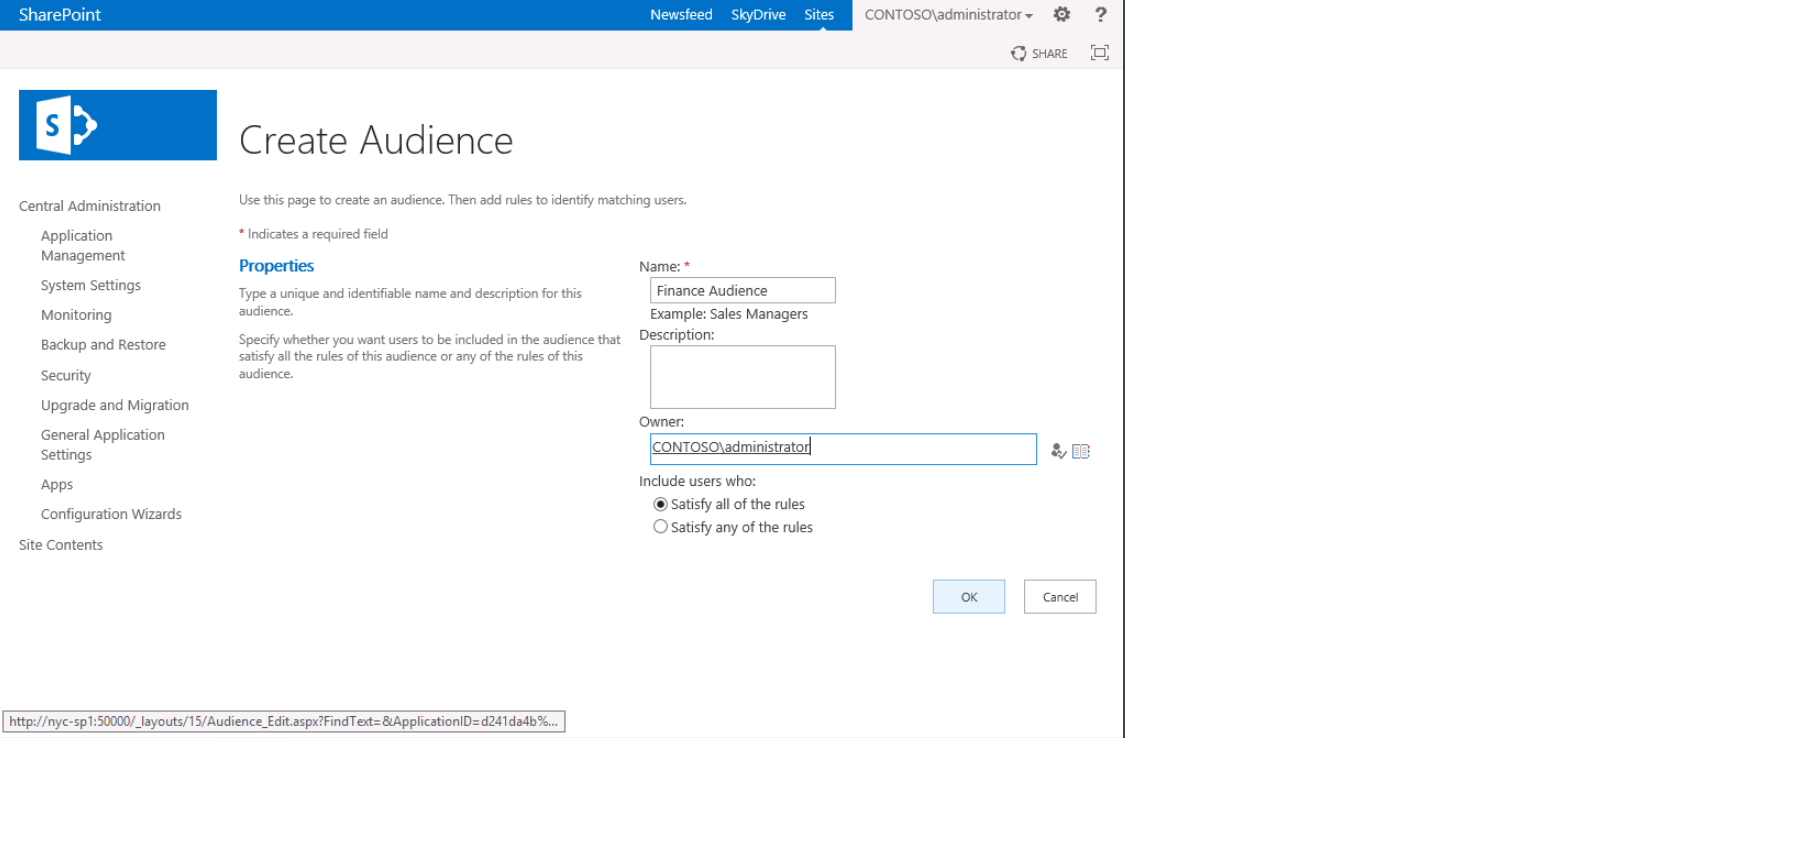 SharePoint
Newsfeed SkyDrive Sites CONTOSO\administrator ?
SHARE
S
Create Audience
Central Administration
Application
Management
System Settings
Monitoring
Backup and Restore
Security
Upgrade and Migration
General Application
Settings
Apps
Configuration Wizards
Site Contents
Use this page to create an audience. Then add rules to identify matching users.
* Indicates a required field
Properties
Type a unique and identifiable name and description for this
audience.
Specify whether you want users to be included in the audience that
satisfy all the rules of this audience or any of the rules of this
audience.
Name: *
Finance Audience
Example: Sales Managers
Description:
Owner:
CONTOSO\administrator
Include users who:
Satisfy all of the rules
Satisfy any of the rules
OK Cancel
http://nyc-sp1:50000/_layouts/15/Audience_Edit.aspx?FindText=&ApplicationID=d241da4b%...